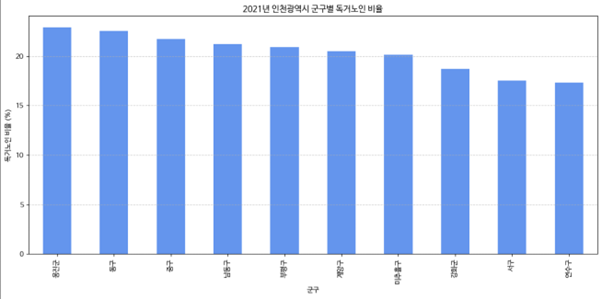 2021년 인천광역시 군구별 독거노인 비율
독거노인 비율 (%)
20
15
10
5
0
옹진군
동구
중구
남동구
부평구
계양구
미추홀구
강화군
서구
연수구
군구